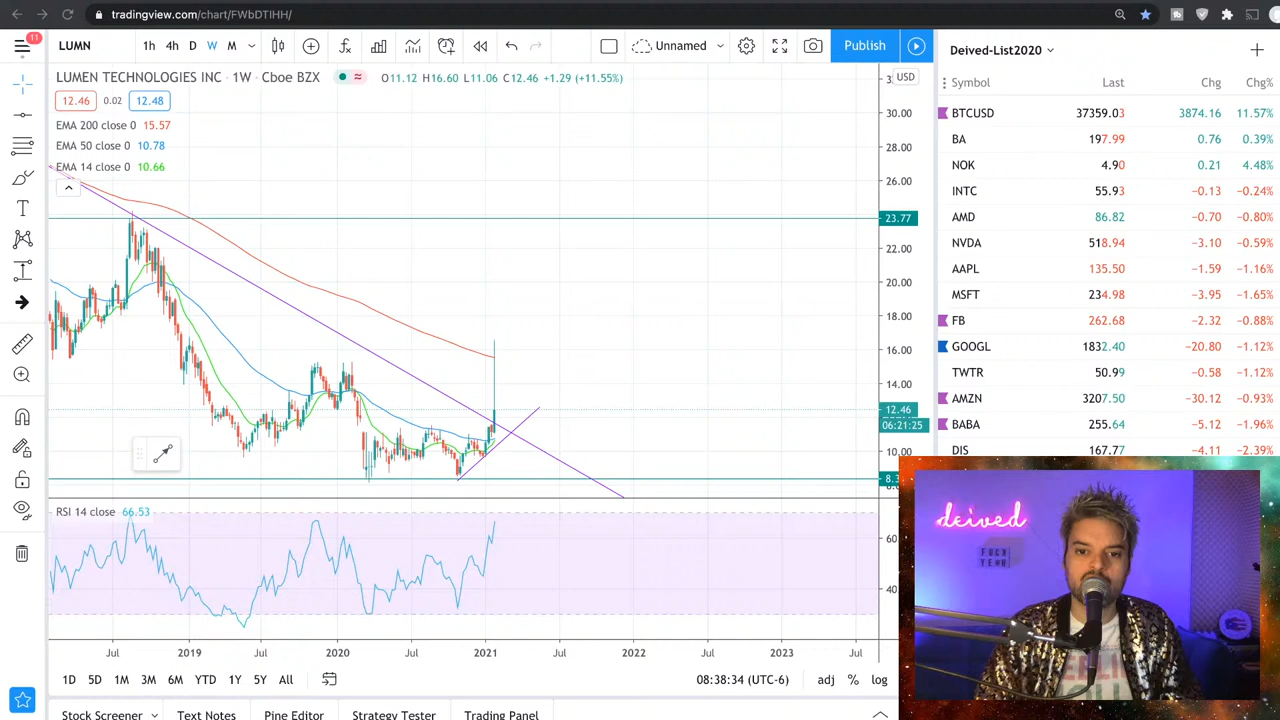 tradingview.com/chart/FWbDTIHH/
11
LUMN 1h 4h D W M Unnamed Publish
Deived-List2020
LUMEN TECHNOLOGIES INC · 1W · Cboe BZX O11.12 H16.60 L11.06 C12.46 +1.29 (+11.55%)
USD
Symbol Last Chg Chg%
12.46 0.02 12.48
EMA 200 close 0 15.57
EMA 50 close 0 10.78
EMA 14 close 0 10.66
30.00
28.00
26.00
23.77
22.00
20.00
18.00
16.00
14.00
12.46
06:21:25
10.00
BTCUSD 37359.03 3874.16 11.57%
BA 197.99 0.76 0.39%
NOK 4.90 0.21 4.48%
INTC 55.93 −0.13 −0.24%
AMD 86.82 −0.70 −0.80%
NVDA 518.94 −3.10 −0.59%
AAPL 135.50 −1.59 −1.16%
MSFT 234.98 −3.95 −1.65%
FB 262.68 −2.32 −0.88%
GOOGL 1832.40 −20.80 −1.12%
TWTR 50.99 −0.58 −1.12%
AMZN 3207.50 −30.12 −0.93%
BABA 255.64 −5.12 −1.96%
DIS 167.77 −4.11 −2.39%
RSI 14 close 66.53
60
40
deived
FUCK
YEAR
Jul 2019 Jul 2020 Jul 2021 Jul 2022 Jul 2023 Jul
1D 5D 1M 3M 6M YTD 1Y 5Y All 08:38:34 (UTC-6) adj % log
Stock Screener Text Notes Pine Editor Strategy Tester Trading Panel